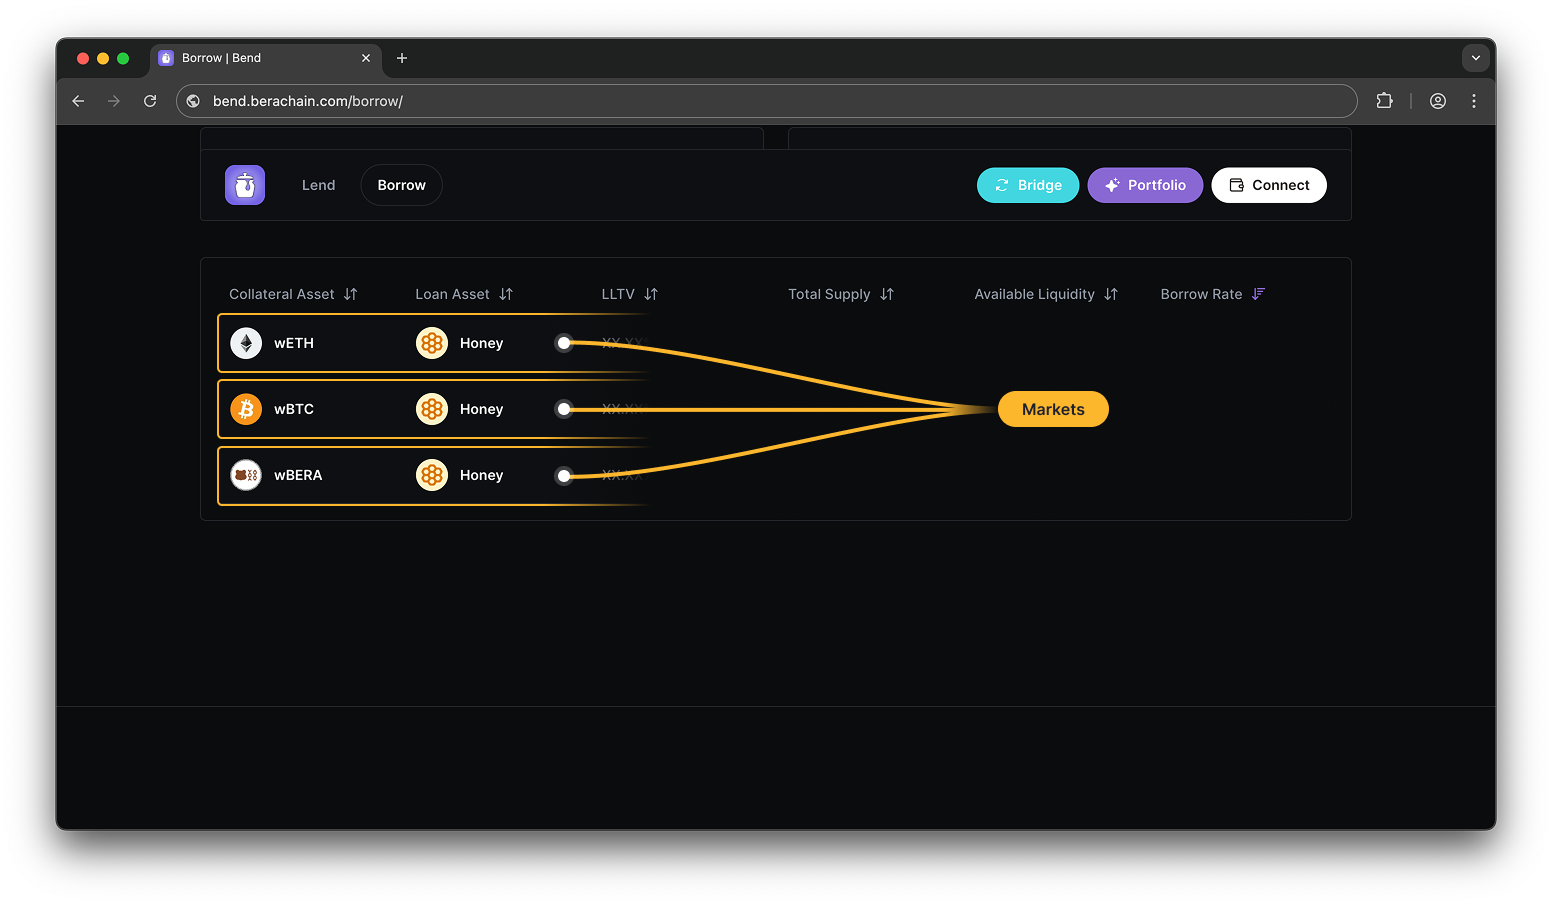 Borrow | Bend
bend.berachain.com/borrow/
Lend
Borrow
Bridge
Portfolio
Connect
Collateral Asset
Loan Asset
LLTV
Total Supply
Available Liquidity
Borrow Rate
wETH
Honey
XX.XX
wBTC
Honey
XX.XX
Markets
wBERA
Honey
XX.XX